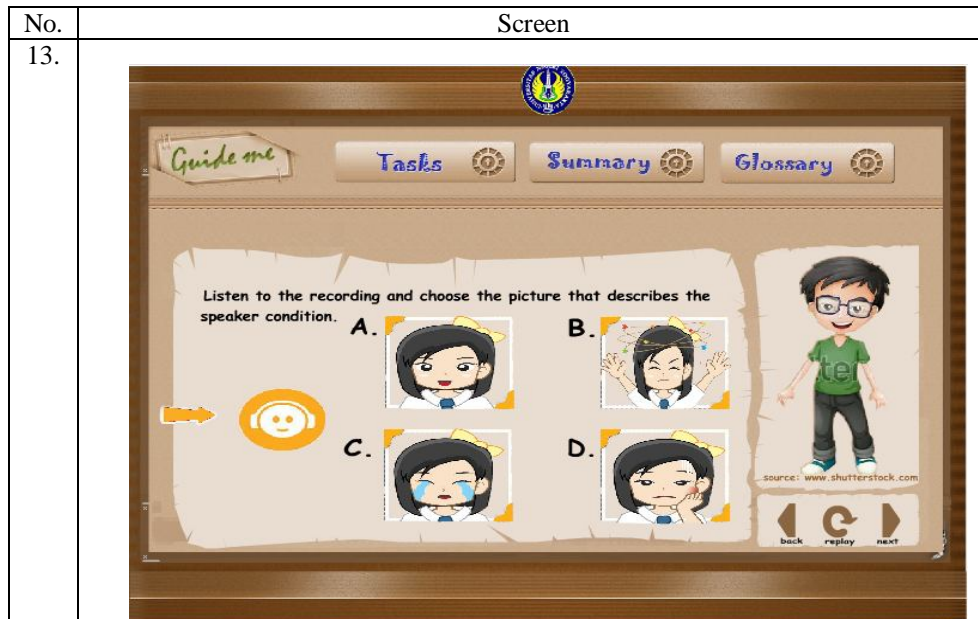 No. Screen
13.
Guide me
Tasks
Summary
Glossary
Listen to the recording and choose the picture that describes the
speaker condition.
A.
B.
C.
D.
source: www.shutterstock.com
back replay next